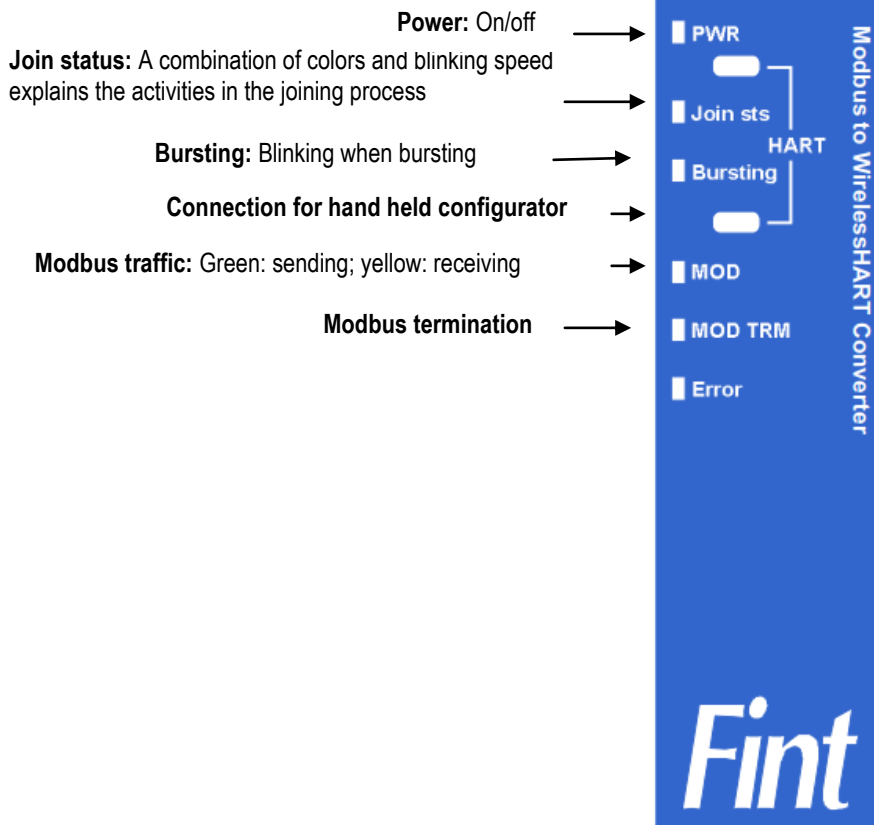 Power: On/off
Join status: A combination of colors and blinking speed
explains the activities in the joining process
Bursting: Blinking when bursting
Connection for hand held configurator
Modbus traffic: Green: sending; yellow: receiving
Modbus termination
PWR
Join sts
HART
Bursting
MOD
MOD TRM
Error
Modbus to WirelessHART Converter
Fint